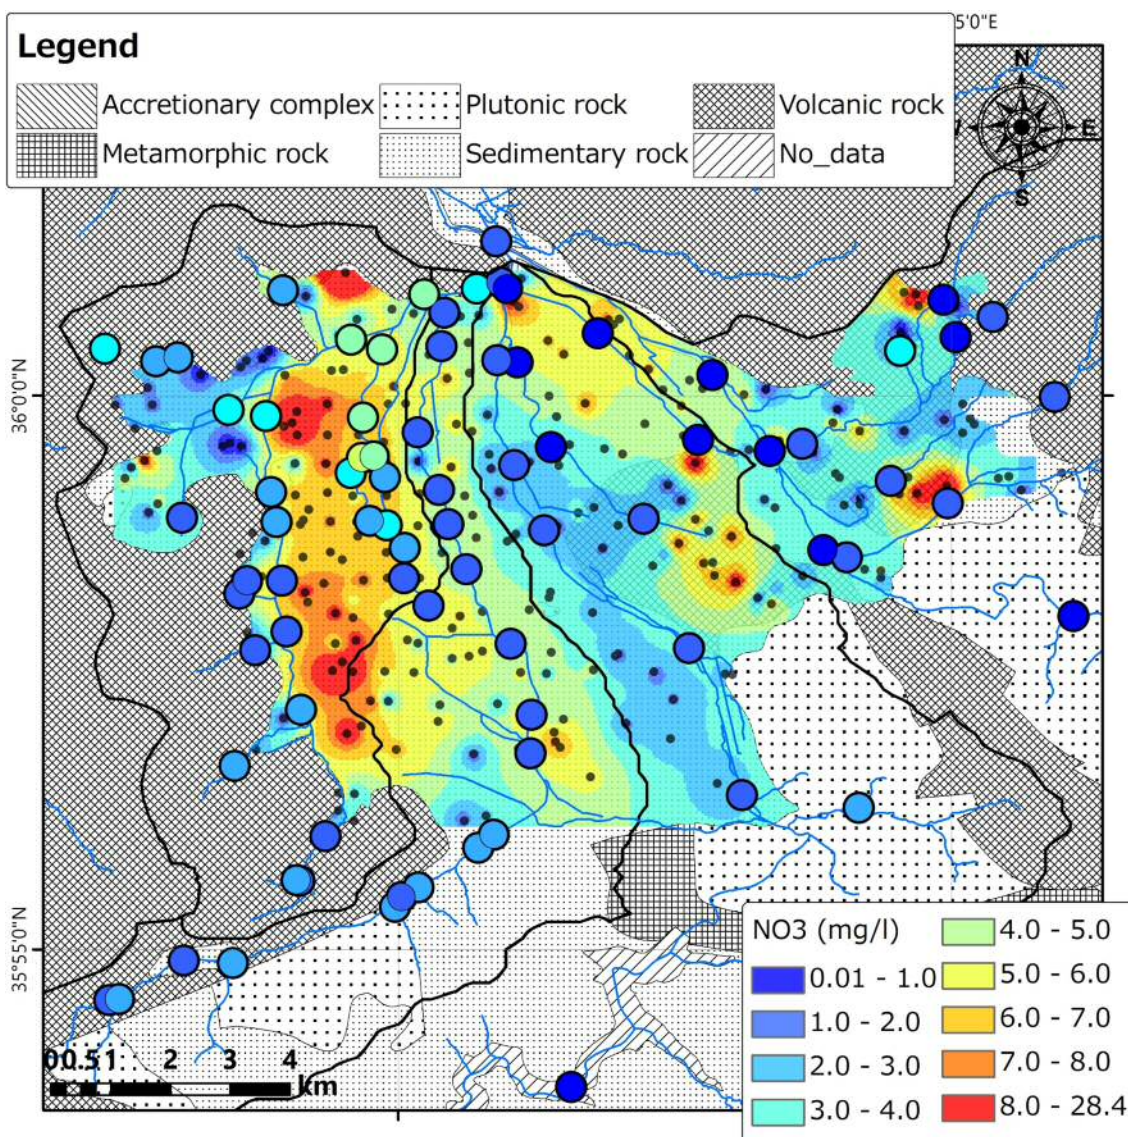 5'0"E
Legend
Accretionary complex Plutonic rock Volcanic rock
Metamorphic rock Sedimentary rock No_data
N
E
S
36°0'0"N
35°55'0"N
00.51 2 3 4
km
NO3 (mg/l)
0.01 - 1.0
1.0 - 2.0
2.0 - 3.0
3.0 - 4.0
4.0 - 5.0
5.0 - 6.0
6.0 - 7.0
7.0 - 8.0
8.0 - 28.4